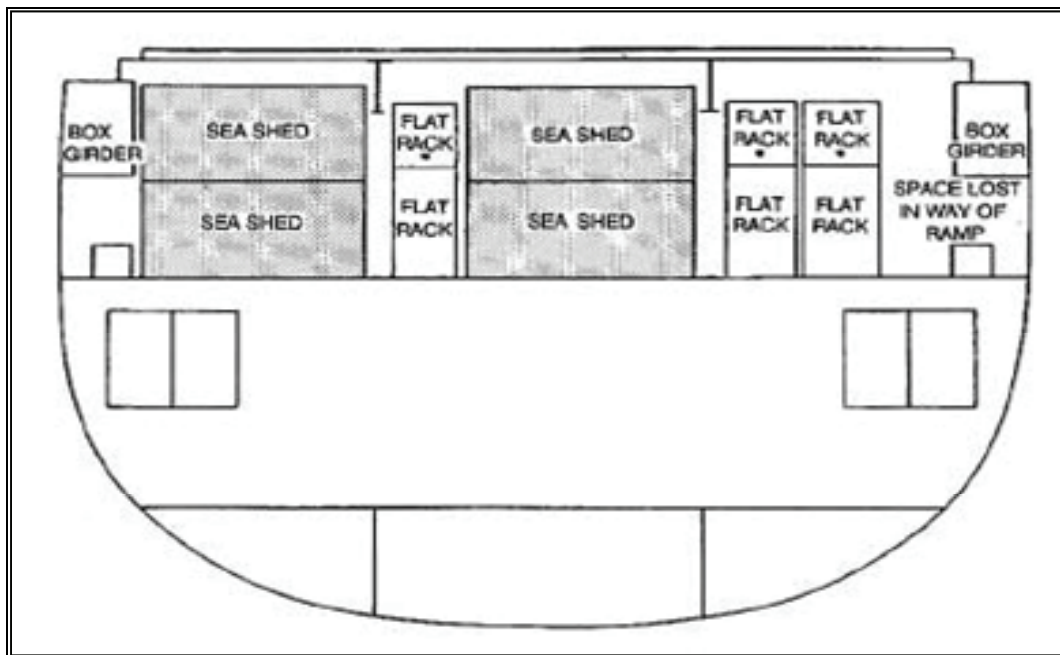 BOX
GIRDER
SEA SHED
SEA SHED
FLAT
RACK
FLAT
RACK
SEA SHED
SEA SHED
FLAT
RACK
FLAT
RACK
FLAT
RACK
FLAT
RACK
BOX
GIRDER
SPACE LOST
IN WAY OF
RAMP